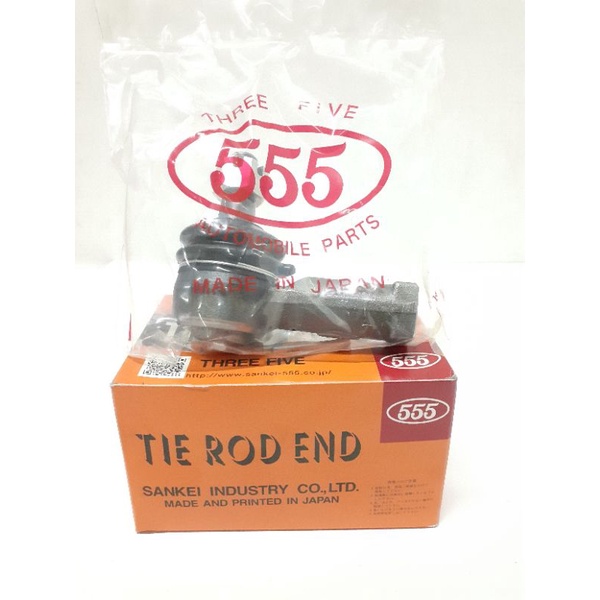 THREE FIVE
555
AUTOMOBILE PARTS
MADE IN JAPAN
THREE FIVE
http://www.sankei-555.co.jp/
555
555
TIE ROD END
SANKEI INDUSTRY CO.,LTD.
MADE AND PRINTED IN JAPAN